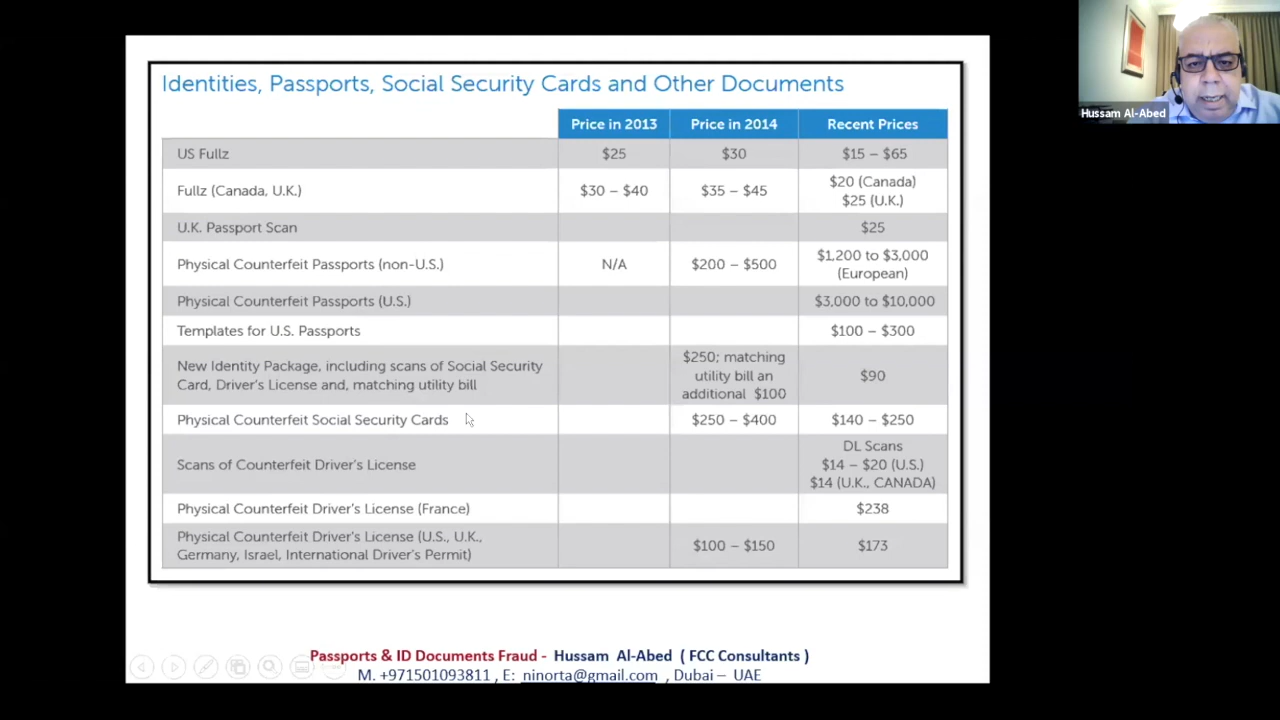 Identities, Passports, Social Security Cards and Other Documents
Price in 2013 Price in 2014 Recent Prices
US Fullz $25 $30 $15 – $65
Fullz (Canada, U.K.) $30 – $40 $35 – $45 $20 (Canada)
$25 (U.K.)
U.K. Passport Scan $25
Physical Counterfeit Passports (non-U.S.) N/A $200 – $500 $1,200 to $3,000
(European)
Physical Counterfeit Passports (U.S.) $3,000 to $10,000
Templates for U.S. Passports $100 – $300
New Identity Package, including scans of Social Security
Card, Driver's License and, matching utility bill
$250; matching
utility bill an
additional $100
$90
Physical Counterfeit Social Security Cards $250 – $400 $140 – $250
Scans of Counterfeit Driver's License
DL Scans
$14 – $20 (U.S.)
$14 (U.K., CANADA)
Physical Counterfeit Driver's License (France) $238
Physical Counterfeit Driver's License (U.S., U.K.,
Germany, Israel, International Driver's Permit)
$100 – $150 $173
Passports & ID Documents Fraud - Hussam Al-Abed ( FCC Consultants )
M. +971501093811 , E: ninorta@gmail.com , Dubai – UAE
Hussam Al-Abed